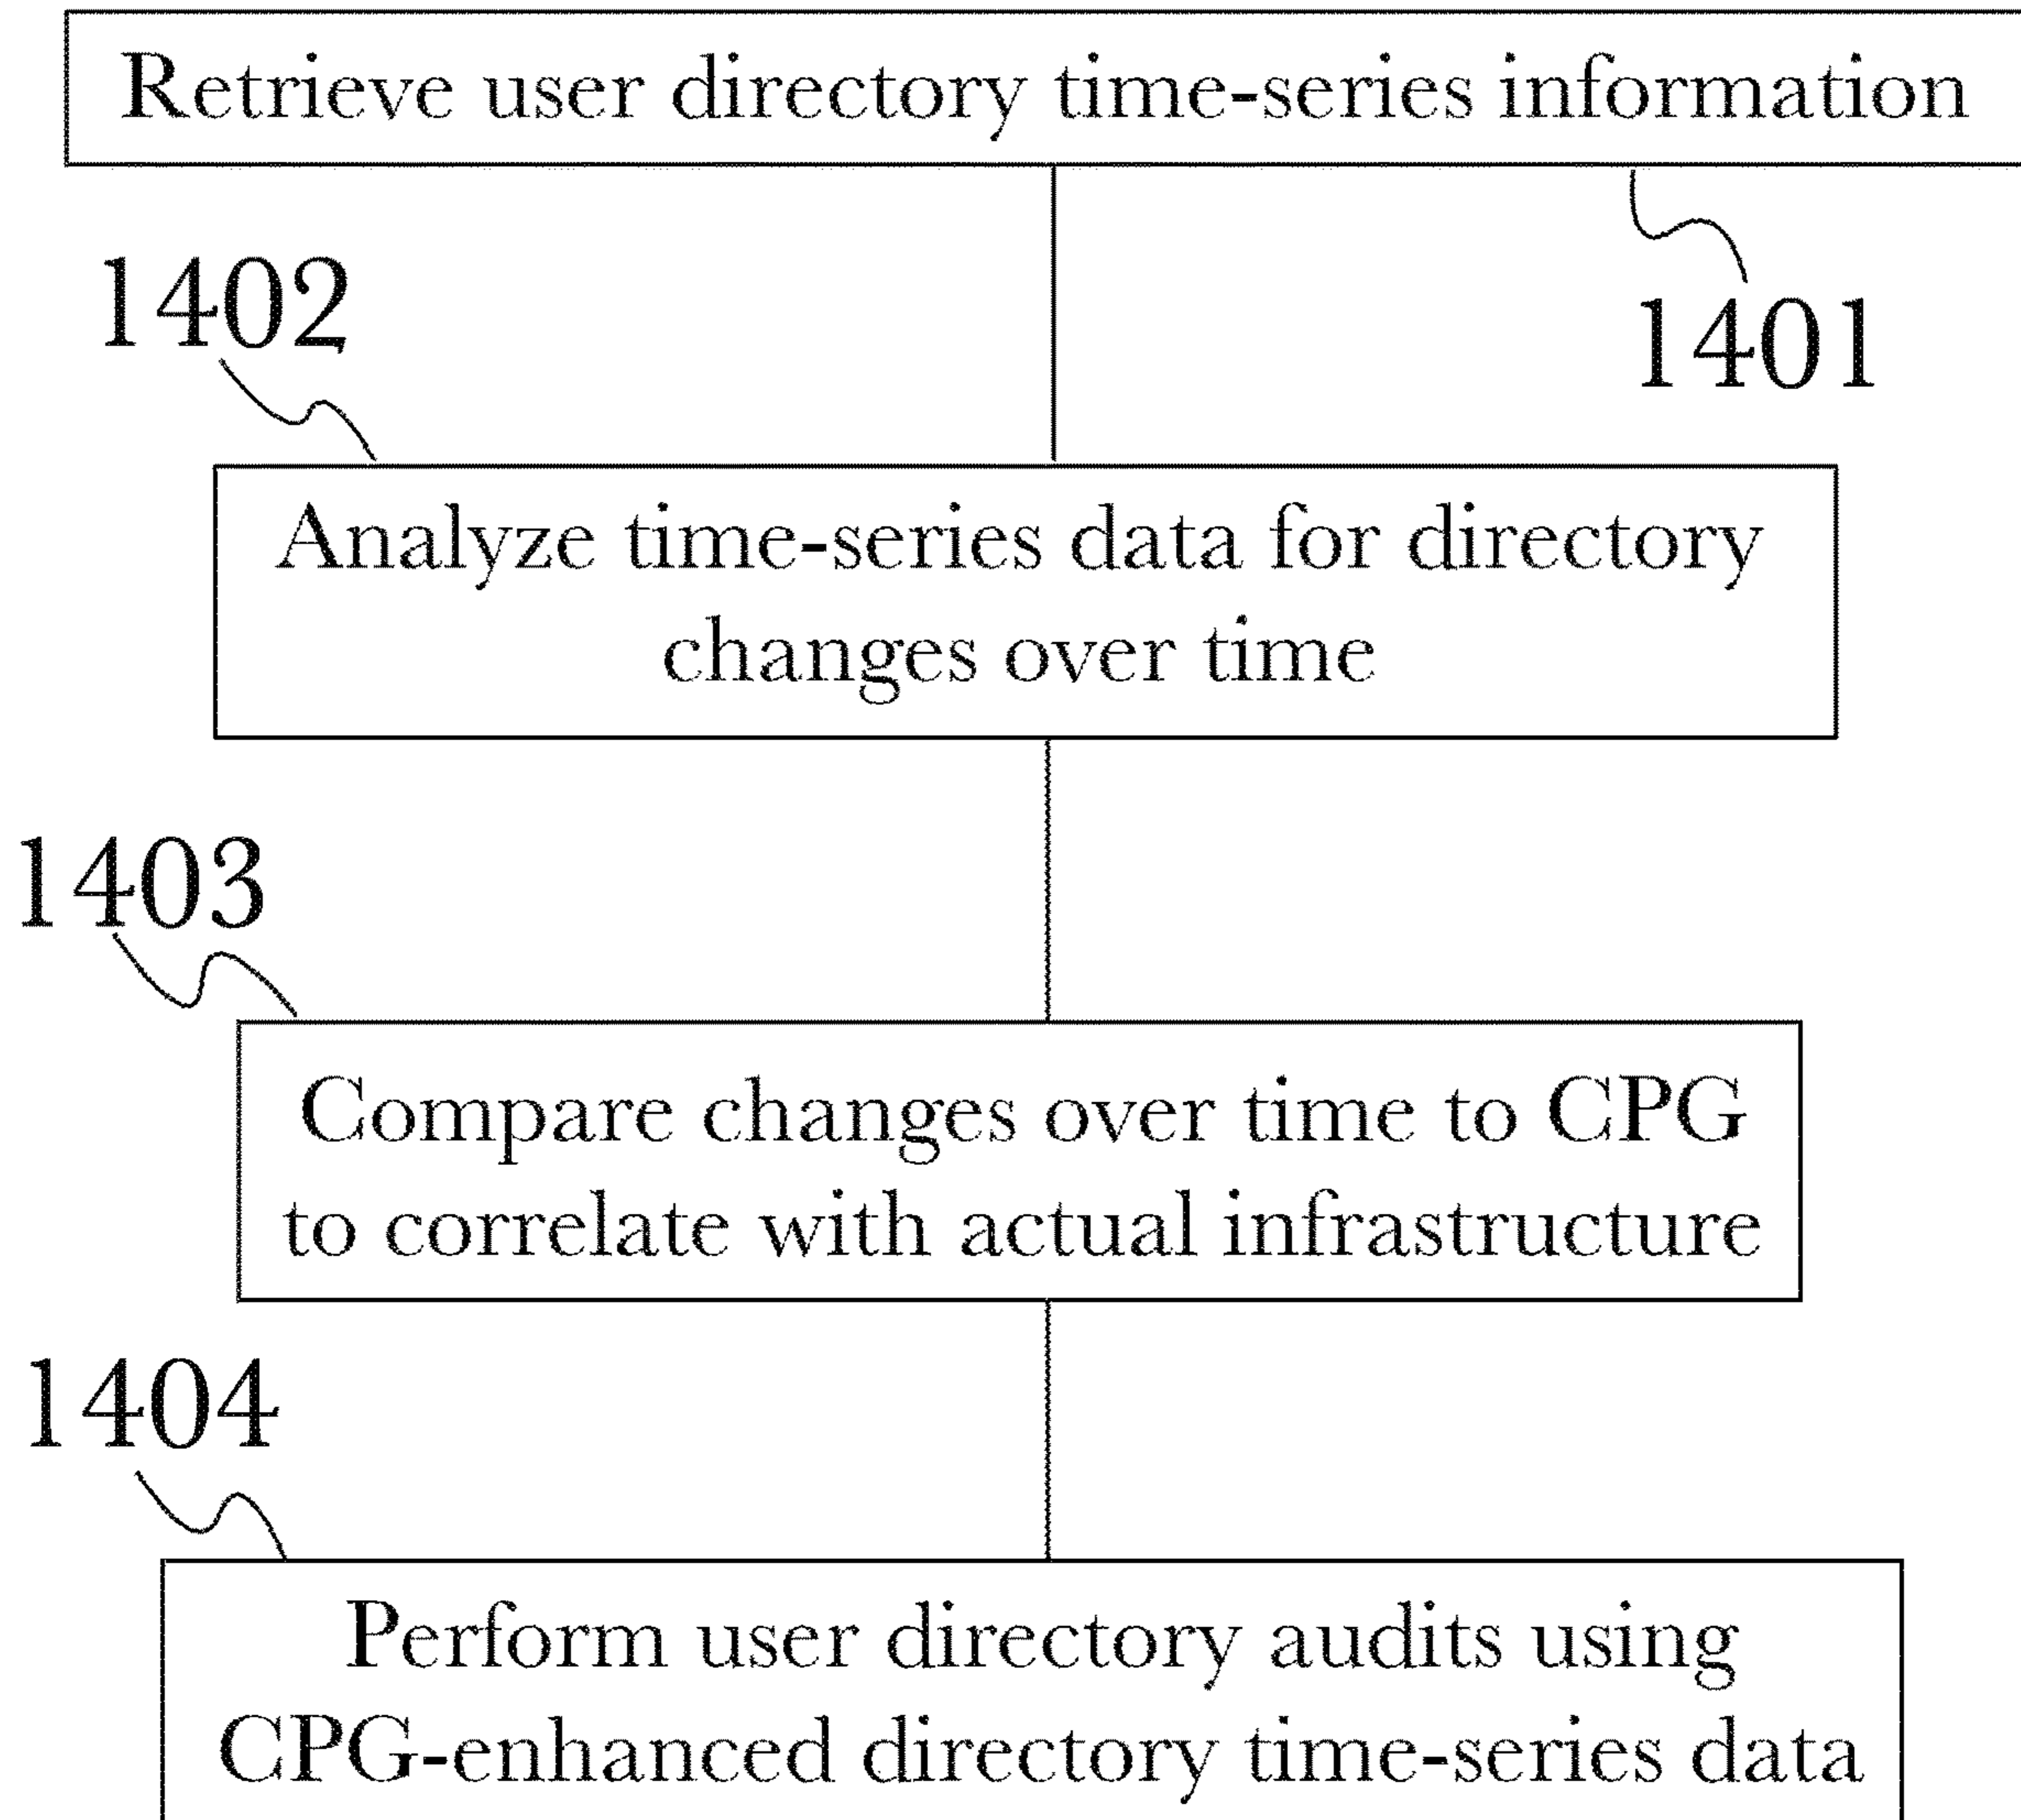 Retrieve user directory time-series information
1402
1401
Analyze time-series data for directory
changes over time
1403
Compare changes over time to CPG
to correlate with actual infrastructure
1404
Perform user directory audits using
CPG-enhanced directory time-series data